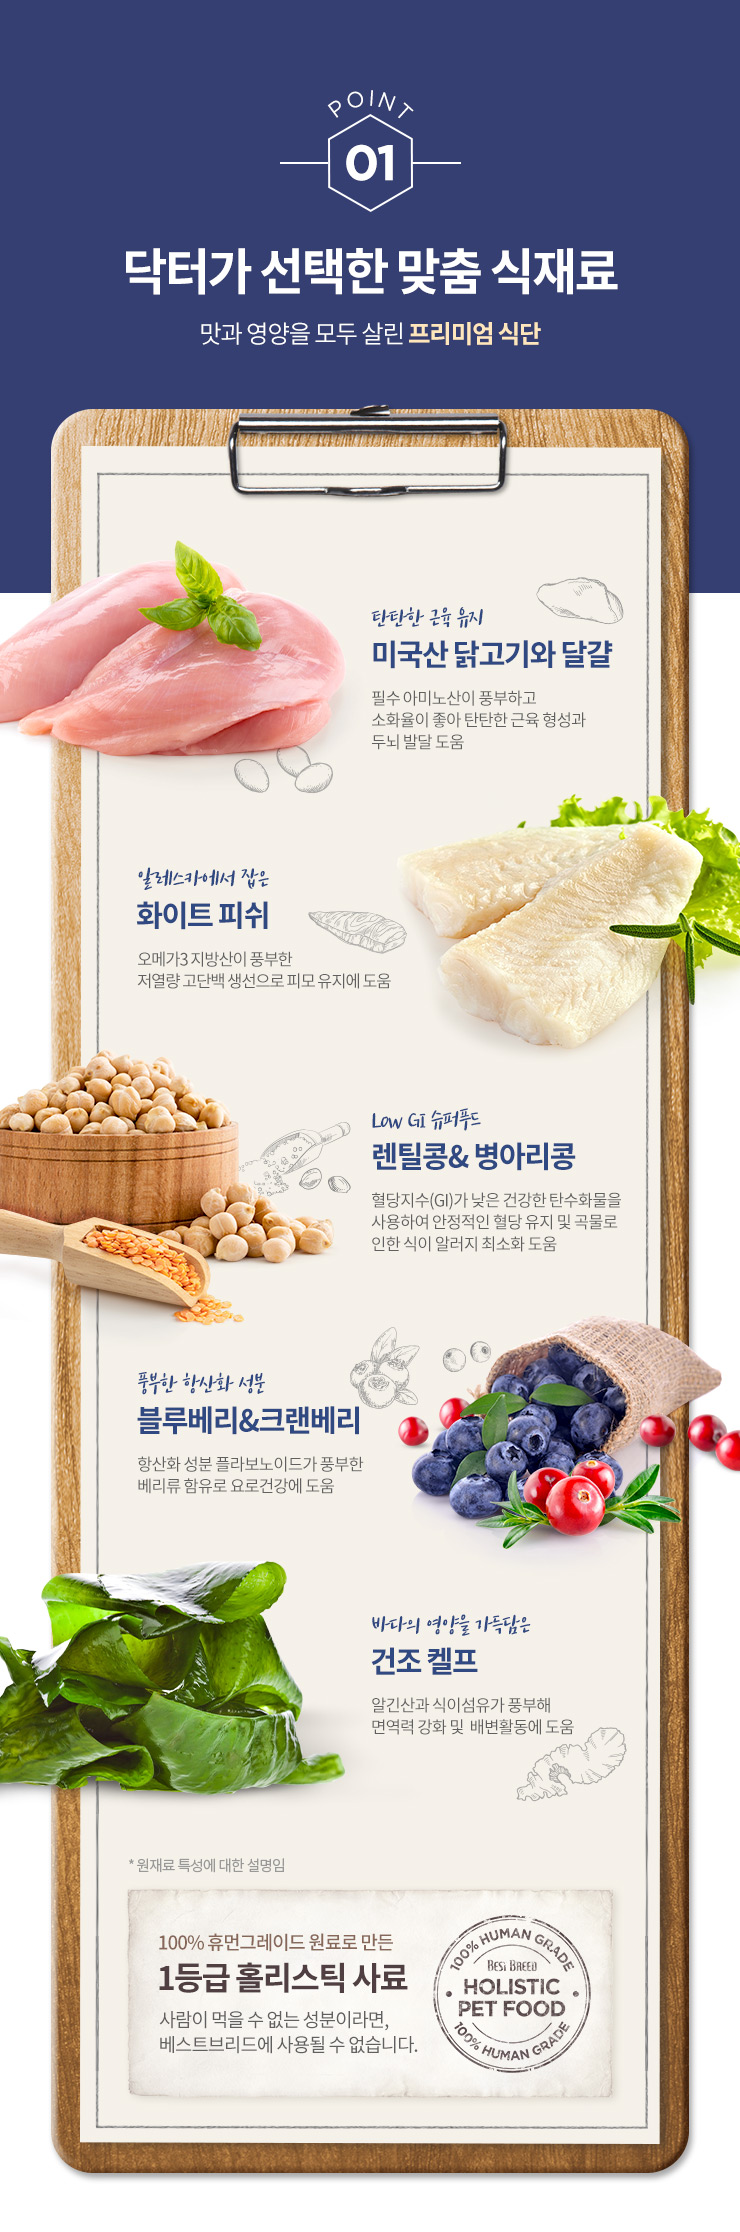 POINT
01
닥터가 선택한 맞춤 식재료
맛과 영양을 모두 살린 프리미엄 식단
탄탄한 근육 유지
미국산 닭고기와 달걀
필수 아미노산이 풍부하고
소화율이 좋아 탄탄한 근육 형성과
두뇌 발달 도움
알레스카에서 잡은
화이트 피쉬
오메가3 지방산이 풍부한
저열량 고단백 생선으로 피모 유지에 도움
Low GI 슈퍼푸드
렌틸콩& 병아리콩
혈당지수(GI)가 낮은 건강한 탄수화물을
사용하여 안정적인 혈당 유지 및 곡물로
인한 식이 알러지 최소화 도움
풍부한 항산화 성분
블루베리&크랜베리
항산화 성분 플라보노이드가 풍부한
베리류 함유로 요로건강에 도움
바다의 영양을 가득담은
건조 켈프
알긴산과 식이섬유가 풍부해
면역력 강화 및 배변활동에 도움
* 원재료 특성에 대한 설명임
100% 휴먼그레이드 원료로 만든
1등급 홀리스틱 사료
사람이 먹을 수 없는 성분이라면,
베스트브리드에 사용될 수 없습니다.
100% HUMAN GRADE
BEST BREED
HOLISTIC
PET FOOD
100% HUMAN GRADE